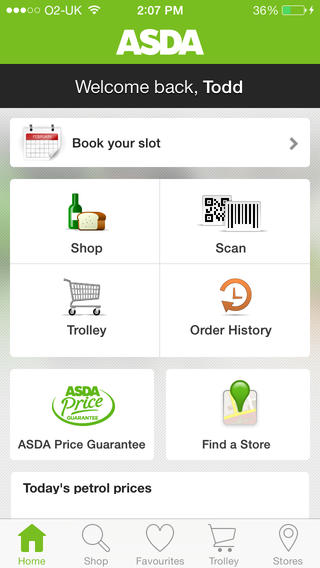 O2-UK 2:07 PM 36%
ASDA
Welcome back, Todd
FEBRUARY
Book your slot
Shop Scan
Trolley Order History
ASDA
Price
GUARANTEE
ASDA Price Guarantee Find a Store
Today's petrol prices
Home Shop Favourites Trolley Stores